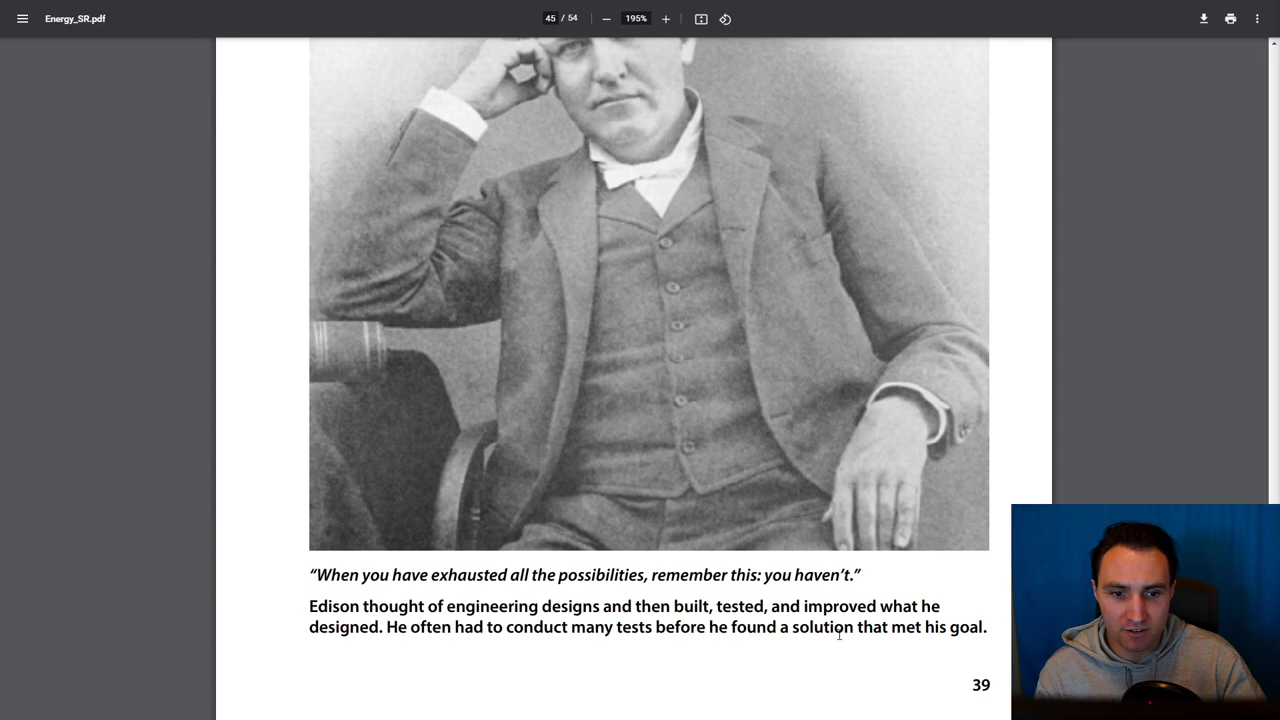 Energy_SR.pdf
45 / 54
195%
“When you have exhausted all the possibilities, remember this: you haven’t.”
Edison thought of engineering designs and then built, tested, and improved what he
designed. He often had to conduct many tests before he found a solution that met his goal.
39